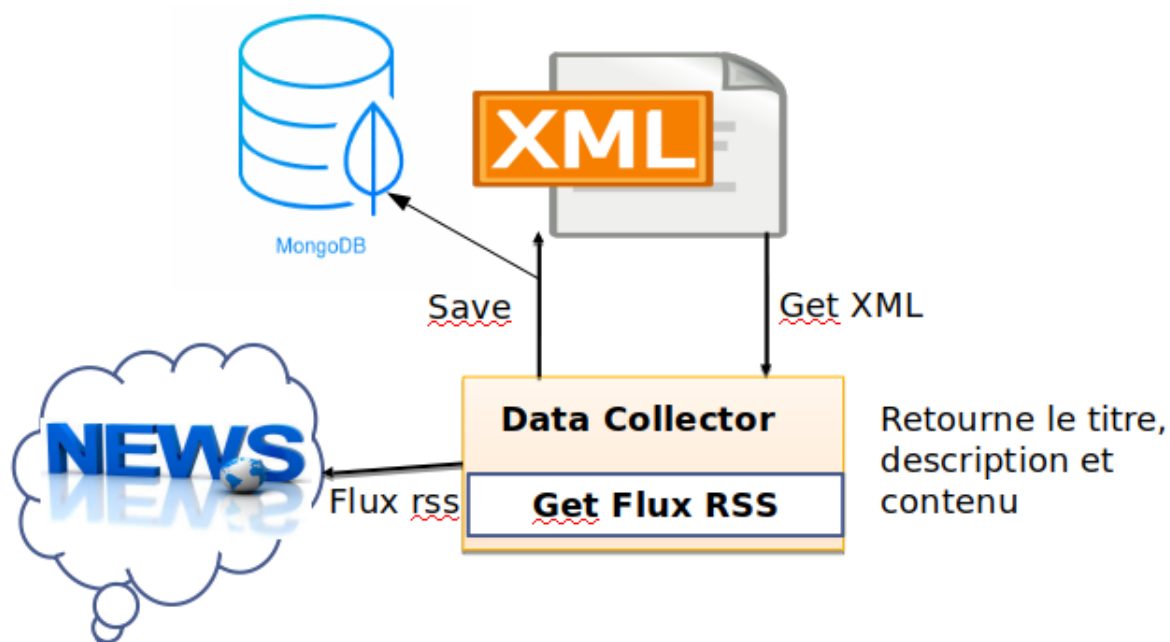 XML
MongoDB
Save
Get XML
NEWS
Data Collector
Retourne le titre,
description et
contenu
Flux rss
Get Flux RSS